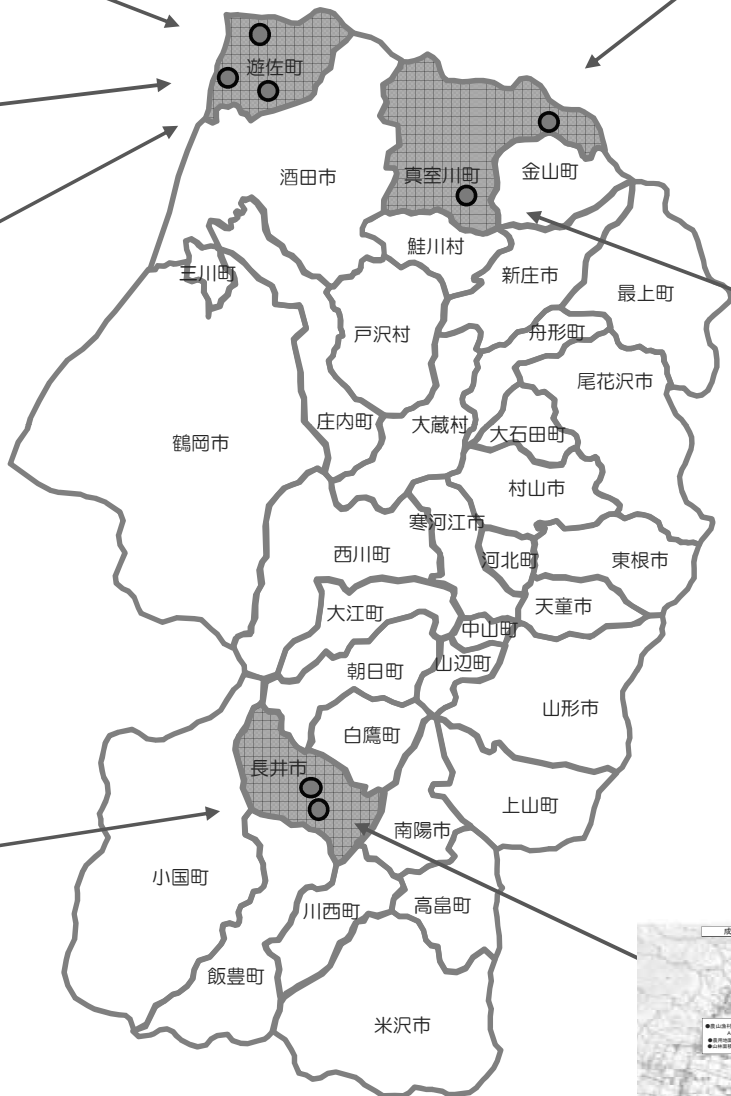 遊佐町
酒田市
真室川町
金山町
鮭川村
新庄市
三川町
最上町
戸沢村
舟形町
尾花沢市
庄内町
大蔵村
大石田町
鶴岡市
村山市
寒河江市
西川町
河北町
東根市
天童市
大江町
中山町
朝日町
山辺町
山形市
白鷹町
長井市
上山町
南陽市
小国町
川西町
高畠町
飯豊町
米沢市